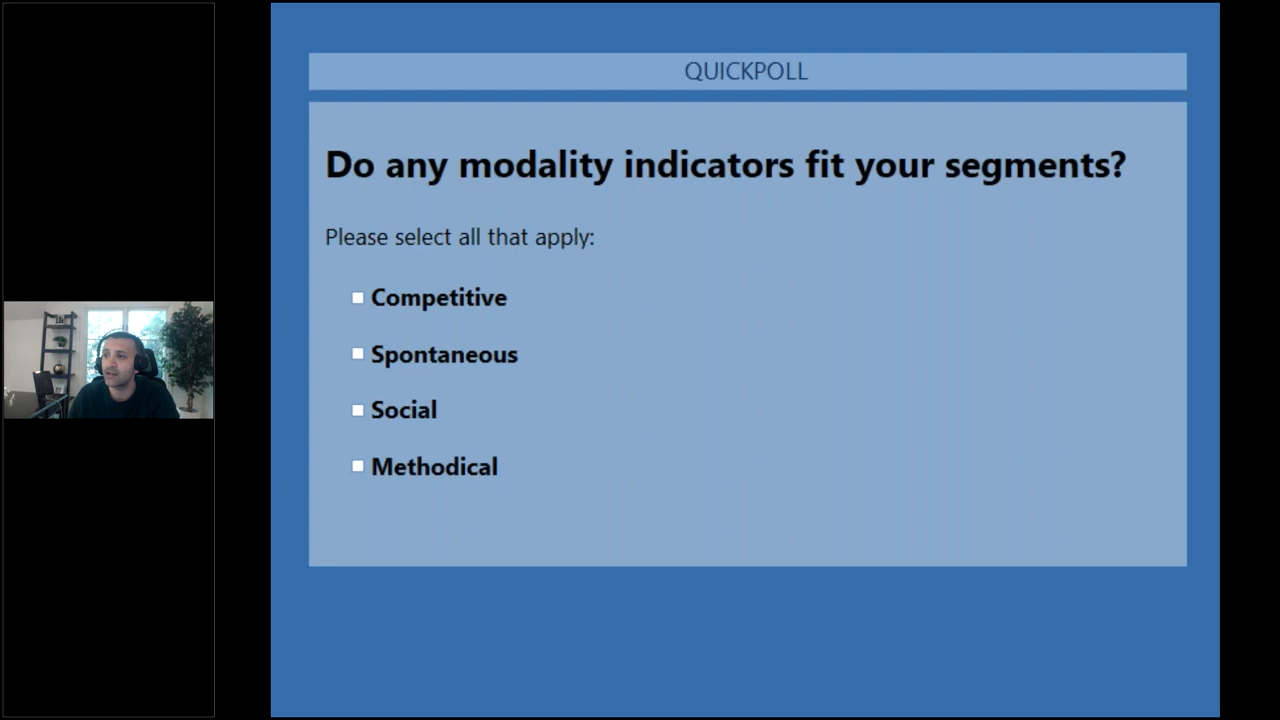 QUICKPOLL
Do any modality indicators fit your segments?
Please select all that apply:
Competitive
Spontaneous
Social
Methodical